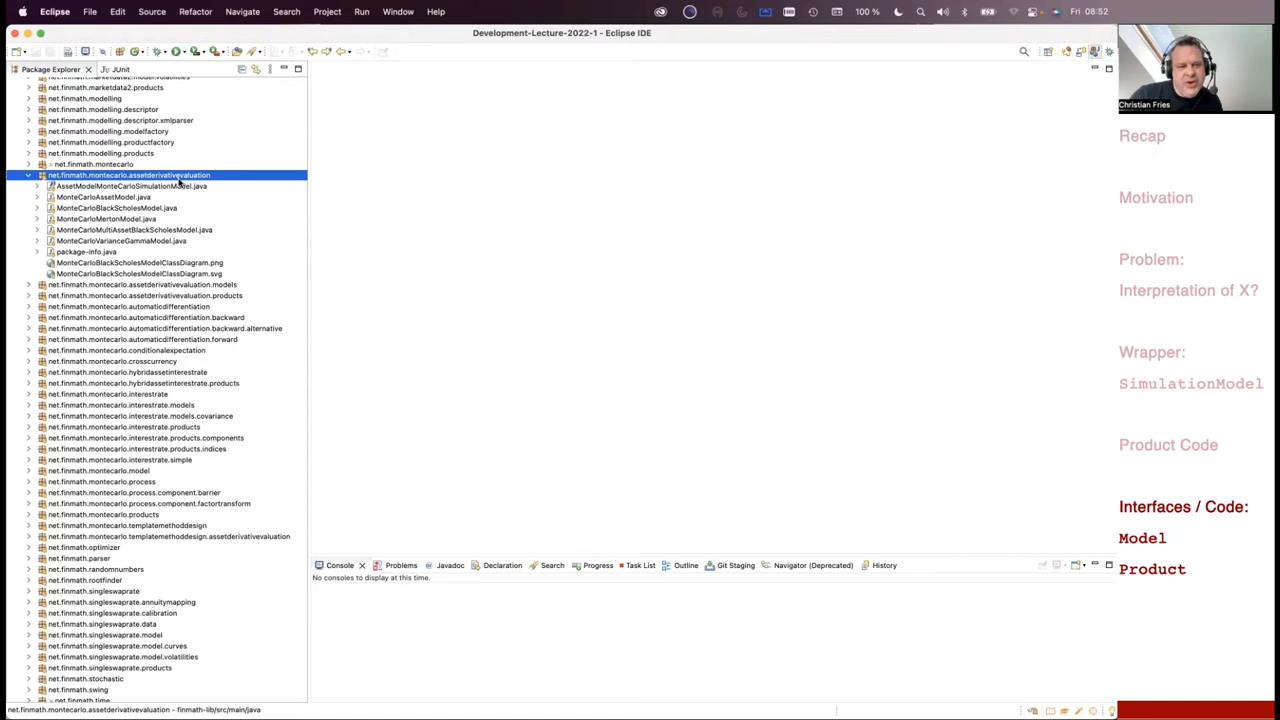 Eclipse File Edit Source Refactor Navigate Search Project Run Window Help 100 % Fri 8. Apr 08:52
Development-Lecture-2022-1 - Eclipse IDE
Package Explorer JUnit
net.finmath.marketdata2.model.volatilities
net.finmath.marketdata2.products
net.finmath.modelling
net.finmath.modelling.descriptor
net.finmath.modelling.descriptor.xmlparser
net.finmath.modelling.modelfactory
net.finmath.modelling.productfactory
net.finmath.modelling.products
> net.finmath.montecarlo
net.finmath.montecarlo.assetderivativevaluation
AssetModelMonteCarloSimulationModel.java
MonteCarloAssetModel.java
MonteCarloBlackScholesModel.java
MonteCarloMertonModel.java
MonteCarloMultiAssetBlackScholesModel.java
MonteCarloVarianceGammaModel.java
package-info.java
MonteCarloBlackScholesModelClassDiagram.png
MonteCarloBlackScholesModelClassDiagram.svg
net.finmath.montecarlo.assetderivativevaluation.models
net.finmath.montecarlo.assetderivativevaluation.products
net.finmath.montecarlo.automaticdifferentiation
net.finmath.montecarlo.automaticdifferentiation.backward
net.finmath.montecarlo.automaticdifferentiation.backward.alternative
net.finmath.montecarlo.automaticdifferentiation.forward
net.finmath.montecarlo.conditionalexpectation
net.finmath.montecarlo.crosscurrency
net.finmath.montecarlo.hybridassetinterestrate
net.finmath.montecarlo.hybridassetinterestrate.products
net.finmath.montecarlo.interestrate
net.finmath.montecarlo.interestrate.models
net.finmath.montecarlo.interestrate.models.covariance
net.finmath.montecarlo.interestrate.products
net.finmath.montecarlo.interestrate.products.components
net.finmath.montecarlo.interestrate.products.indices
net.finmath.montecarlo.interestrate.simple
net.finmath.montecarlo.model
net.finmath.montecarlo.process
net.finmath.montecarlo.process.component.barrier
net.finmath.montecarlo.process.component.factortransform
net.finmath.montecarlo.products
net.finmath.montecarlo.templatemethoddesign
net.finmath.montecarlo.templatemethoddesign.assetderivativevaluation
net.finmath.optimizer
net.finmath.parser
net.finmath.randomnumbers
net.finmath.rootfinder
net.finmath.singleswaprate
net.finmath.singleswaprate.annuitymapping
net.finmath.singleswaprate.calibration
net.finmath.singleswaprate.data
net.finmath.singleswaprate.model
net.finmath.singleswaprate.model.curves
net.finmath.singleswaprate.model.volatilities
net.finmath.singleswaprate.products
net.finmath.stochastic
net.finmath.swing
> net.finmath.time
Console Problems Javadoc Declaration Search Progress Task List Outline Git Staging Navigator (Deprecated) History
No consoles to display at this time.
net.finmath.montecarlo.assetderivativevaluation - finmath-lib/src/main/java
Christian Fries
Recap
Motivation
Problem:
Interpretation of X?
Wrapper:
SimulationModel
Product Code
Interfaces / Code:
Model
Product